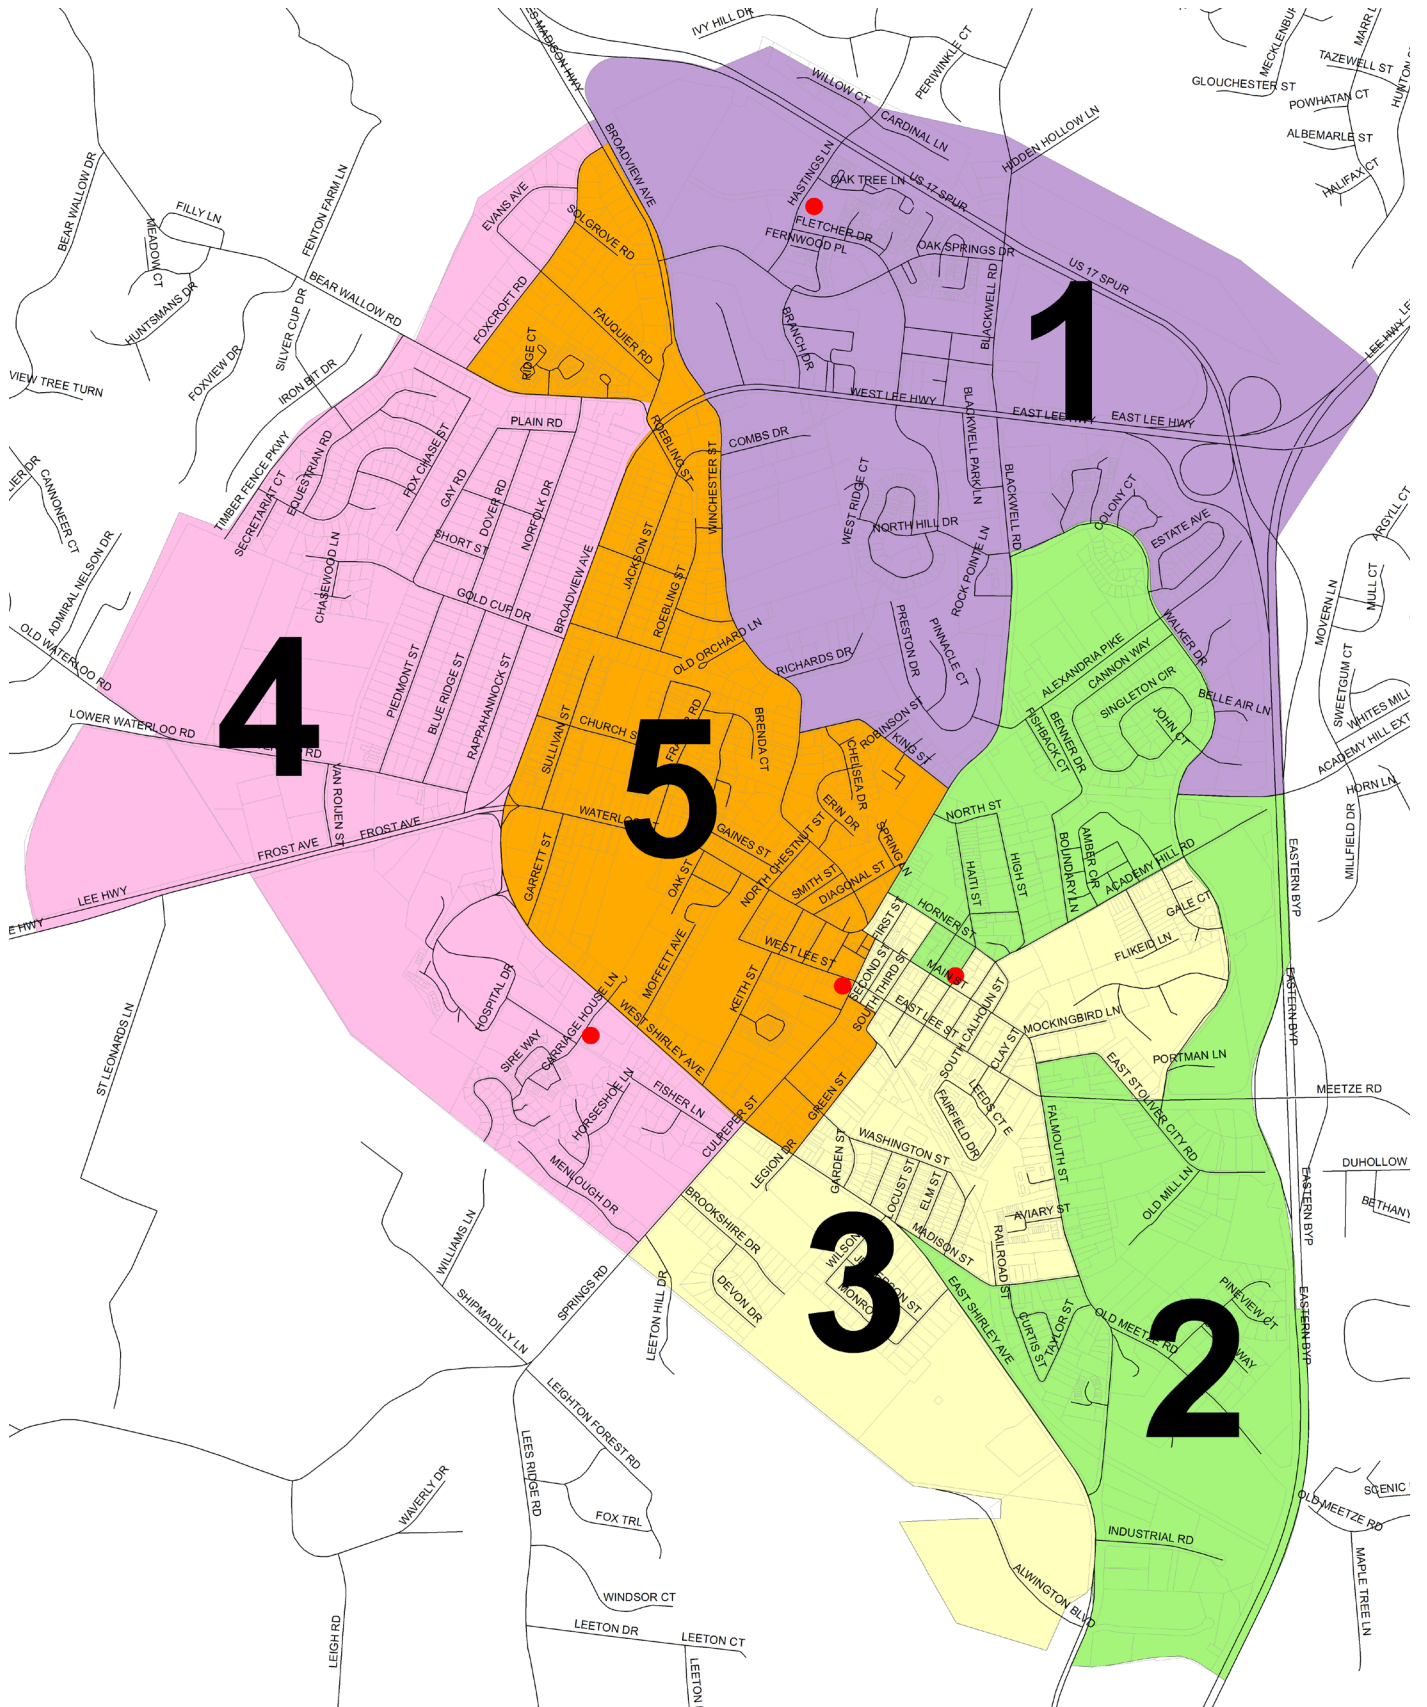 IVY HILL DR
PERIWINKLE CT
WILLOW CT
CARDINAL LN
HIDDEN HOLLOW LN
GLOUCHESTER ST
TAZEWELL ST
POWHATAN CT
ALBEMARLE ST
HALIFAX CT
BROADVIEW AVE
HASTINGS LN
OAK TREE LN
US 17 SPUR
FLETCHER DR
FERNWOOD PL
OAK SPRINGS DR
US 17 SPUR
BLACKWELL RD
BRANCH DR
1
LEE HWY
BEAR WALLOW DR
FILLY LN
MEADOW CT
HUNTSMANS DR
FENTON FARM LN
BEAR WALLOW RD
SILVER CUP DR
FOXVIEW DR
IRON BIT DR
VIEW TREE TURN
EVANS AVE
SOLGROVE RD
FOXCROFT RD
FAUQUIER RD
RIDGE CT
WEST LEE HWY
EAST LEE HWY
EAST LEE HWY
BLACKWELL PARK LN
PLAIN RD
ROEBLING ST
COMBS DR
WINCHESTER ST
FOX CHASE ST
GAY RD
DOVER RD
NORFOLK DR
SHORT ST
EQUESTRIAN RD
SECRETARIAT CT
TIMBER FENCE PKWY
CANNONEER CT
ADMIRAL NELSON DR
OLD WATERLOO RD
LOWER WATERLOO RD
CHASEWOOD LN
GOLD CUP DR
BROADVIEW AVE
JACKSON ST
ROEBLING ST
WEST RIDGE CT
NORTH HILL DR
BLACKWELL RD
ROCK POINTE LN
COLONY CT
ESTATE AVE
ARGYLL CT
MULL CT
MOVERN LN
SWEETGUM CT
WHITES MILL
ACADEMY HILL EXT
HORN LN
MILLFIELD DR
PRESTON DR
PINNACLE CT
RICHARDS DR
OLD ORCHARD LN
ALEXANDRIA PIKE
CANNON WAY
WALKER DR
SINGLETON CIR
JOHN CT
BELLE AIR LN
FISHBACK CT
BENNER DR
4
PIEDMONT ST
BLUE RIDGE ST
RAPPAHANNOCK ST
SULLIVAN ST
CHURCH S
5
BRENDA CT
CHELSEA DR
ROBINSON ST
KING ST
VAN ROIJEN ST
FROST AVE
FROST AVE
LEE HWY
E HWY
WATERLOO ST
GAINES ST
ERIN DR
NORTH CHESTNUT ST
SPRING LN
SMITH ST
DIAGONAL ST
OAK ST
GARRETT ST
NORTH ST
HAITI ST
HIGH ST
BOUNDARY LN
AMBER CIR
ACADEMY HILL RD
GALE CT
FLIKEID LN
EASTERN BYP
HORNER ST
FIRST ST
MAIN ST
SECOND ST
SOUTH THIRD ST
WEST LEE ST
EAST LEE ST
KEITH ST
MOFFETT AVE
WEST SHIRLEY AVE
HOSPITAL DR
CARRIAGE HOUSE LN
SIRE WAY
HORSESHOE LN
FISHER LN
MENLOUGH DR
CULPEPER ST
GREEN ST
LEGION DR
SOUTH CALHOUN ST
CLAY ST
MOCKINGBIRD LN
EASTERN BYP
PORTMAN LN
EAST STOLIVER CITY RD
MEETZE RD
DUHOLLOW
BETHANY
LEEDS CT E
FAIRFIELD DR
FALMOUTH ST
WASHINGTON ST
GARDEN ST
LOCUST ST
ELM ST
AVIARY ST
OLD MILL LN
EASTERN BYP
ST LEONARDS LN
BROOKSHIRE DR
DEVON DR
3
MADISON ST
RAILROAD ST
EAST SHIRLEY AVE
CURTIS ST
TAYLOR ST
OLD MEETZE RD
2
PINEVIEW CT
WAY
EASTERN BYP
WILLIAMS LN
SHIPMADILLY LN
SPRINGS RD
LEETON HILL DR
LEIGHTON FOREST RD
LEES RIDGE RD
WAVERLY DR
FOX TRL
WINDSOR CT
LEETON DR
LEETON CT
LEETON
LEIGH RD
ALWINGTON BLVD
INDUSTRIAL RD
OLD MEETZE RD
SCENIC
MAPLE TREE LN